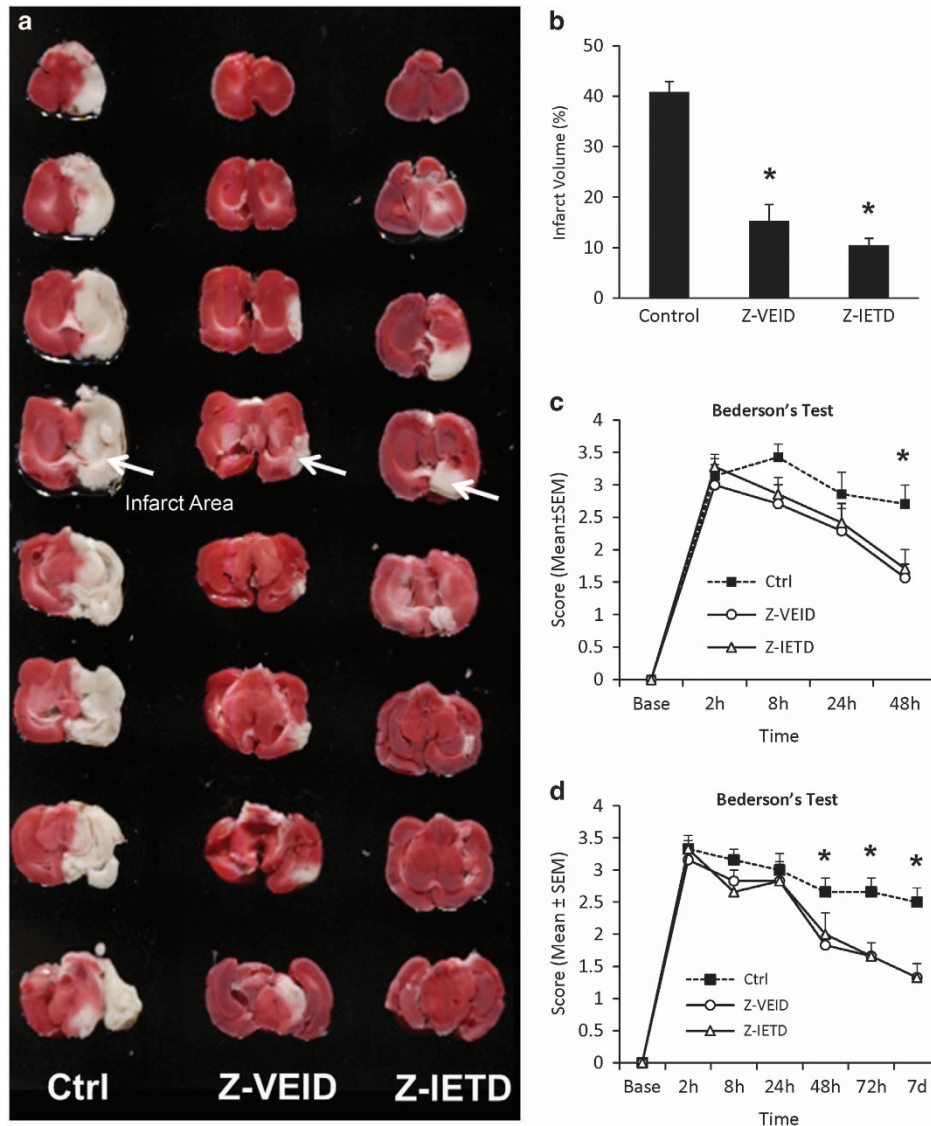 a
Infarct Area
Ctrl Z-VEID Z-IETD
b
Infarct Volume (%)
50
40
30
20
10
0
* *
Control Z-VEID Z-IETD
c
Bederson's Test
Score (Mean±SEM)
4
3.5
3
2.5
2
1.5
1
0.5
0
*
Ctrl
Z-VEID
Z-IETD
Base 2h 8h 24h 48h
Time
d
Bederson's Test
Score (Mean ± SEM)
4
3.5
3
2.5
2
1.5
1
0.5
0
* * *
Ctrl
Z-VEID
Z-IETD
Base 2h 8h 24h 48h 72h 7d
Time